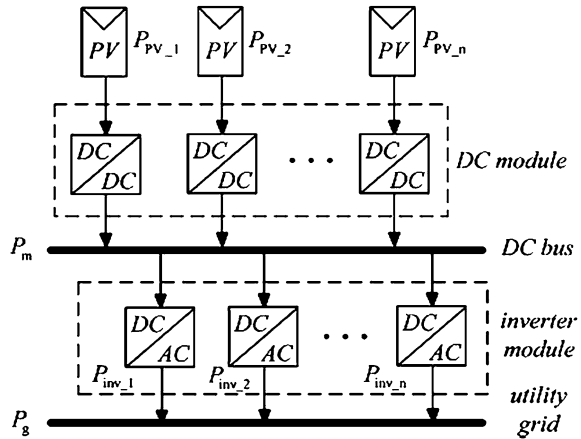 PV P_PV_1 PV P_PV_2 PV P_PV_n
DC DC DC
DC DC DC
... DC module
P_m DC bus
DC DC DC
AC AC AC
... inverter
module
P_inv_1 P_inv_2 P_inv_n
utility
P_g grid